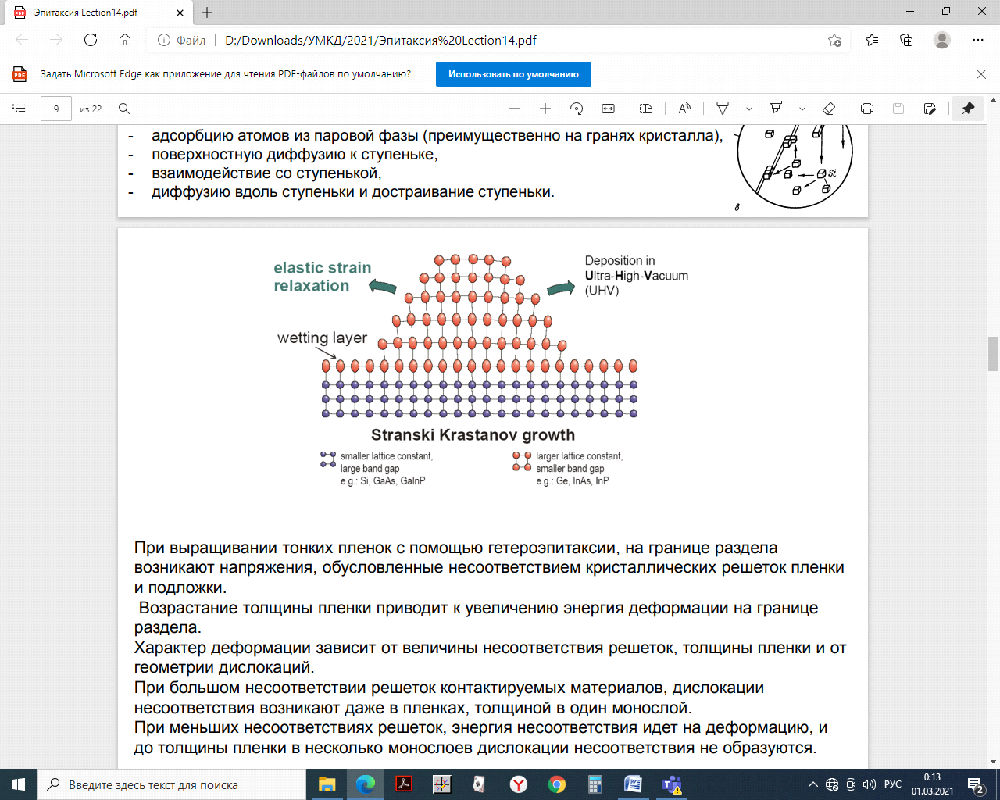 Эпитаксия Lection14.pdf
Файл
D:/Downloads/УМКД/2021/Эпитаксия%20Lection14.pdf
Задать Microsoft Edge как приложение для чтения PDF-файлов по умолчанию?
Использовать по умолчанию
9 из 22
- адсорбцию атомов из паровой фазы (преимущественно на гранях кристалла),
- поверхностную диффузию к ступеньке,
- взаимодействие со ступенькой,
- диффузию вдоль ступеньки и достраивание ступеньки.
Si
в
elastic strain
relaxation
Deposition in
Ultra-High-Vacuum
(UHV)
wetting layer
Stranski Krastanov growth
smaller lattice constant,
large band gap
e.g.: Si, GaAs, GaInP
larger lattice constant,
smaller band gap
e.g.: Ge, InAs, InP
При выращивании тонких пленок с помощью гетероэпитаксии, на границе раздела
возникают напряжения, обусловленные несоответствием кристаллических решеток пленки
и подложки.
Возрастание толщины пленки приводит к увеличению энергия деформации на границе
раздела.
Характер деформации зависит от величины несоответствия решеток, толщины пленки и от
геометрии дислокаций.
При большом несоответствии решеток контактируемых материалов, дислокации
несоответствия возникают даже в пленках, толщиной в один монослой.
При меньших несоответствиях решеток, энергия несоответствия идет на деформацию, и
до толщины пленки в несколько монослоев дислокации несоответствия не образуются.
Введите здесь текст для поиска
РУС
0:13
01.03.2021
2